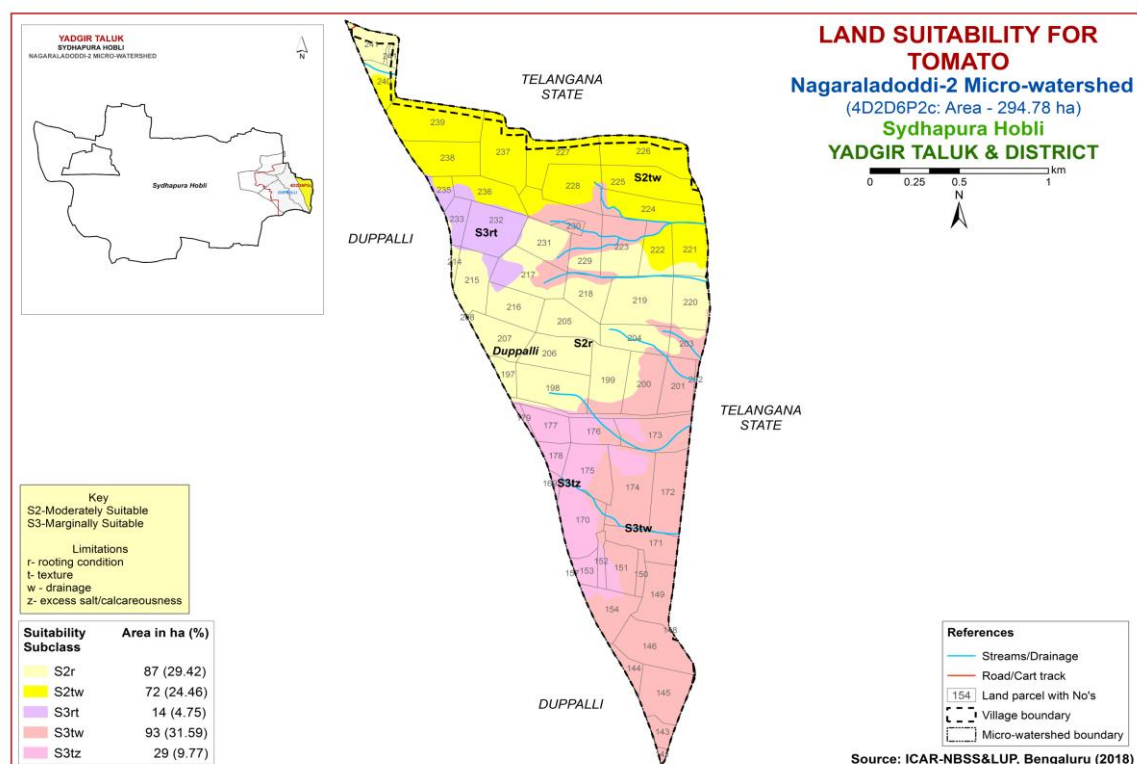 YADGIR TALUK
SYDHAPURA HOBLI
NAGARALADODDI-2 MICRO-WATERSHED
N
Sydhapura Hobli
DUPPALLI
LAND SUITABILITY FOR
TOMATO
Nagaraladoddi-2 Micro-watershed
(4D2D6P2c: Area - 294.78 ha)
Sydhapura Hobli
YADGIR TALUK & DISTRICT
km
0 0.25 0.5 1
N
TELANGANA
STATE
240
239
237
227
226
238
S2tw
225
228
235
236
224
233
232
230
S3rt
DUPPALLI
231
223
222
221
229
214
217
215
218
219
220
216
208
205
204
207
S2r
203
Duppalli
206
197
199
200
201
202
198
TELANGANA
STATE
179
177
176
173
178
175
S3tz
174
172
170
S3tw
171
152
153
151
150
149
154
148
146
144
145
DUPPALLI
143
Key
S2-Moderately Suitable
S3-Marginally Suitable
Limitations
r- rooting condition
t- texture
w - drainage
z- excess salt/calcareousness
Suitability Subclass Area in ha (%)
S2r 87 (29.42)
S2tw 72 (24.46)
S3rt 14 (4.75)
S3tw 93 (31.59)
S3tz 29 (9.77)
References
Streams/Drainage
Road/Cart track
154 Land parcel with No's
Village boundary
Micro-watershed boundary
Source: ICAR-NBSS&LUP, Bengaluru (2018)